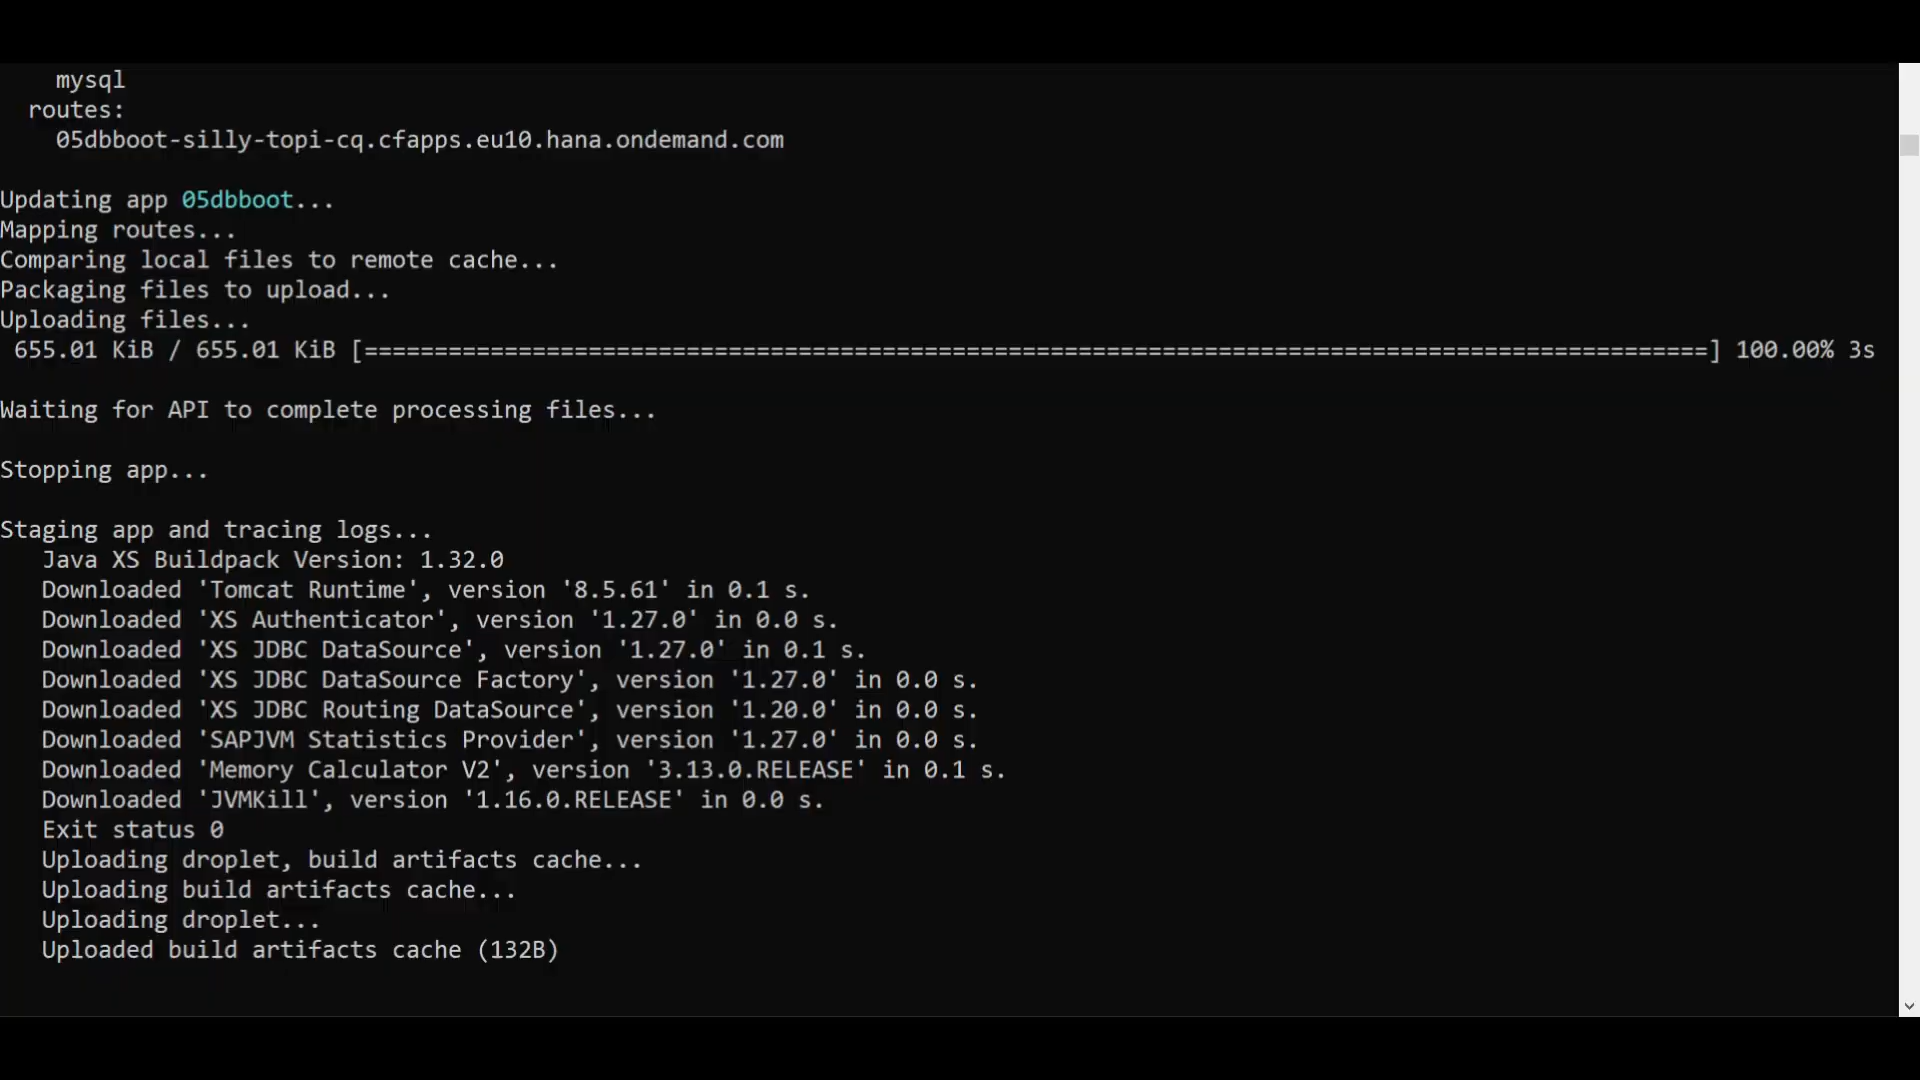 mysql
routes:
05dbboot-silly-topi-cq.cfapps.eu10.hana.ondemand.com
Updating app 05dbboot...
Mapping routes...
Comparing local files to remote cache...
Packaging files to upload...
Uploading files...
655.01 KiB / 655.01 KiB [================================================================================================] 100.00% 3s
Waiting for API to complete processing files...
Stopping app...
Staging app and tracing logs...
Java XS Buildpack Version: 1.32.0
Downloaded 'Tomcat Runtime', version '8.5.61' in 0.1 s.
Downloaded 'XS Authenticator', version '1.27.0' in 0.0 s.
Downloaded 'XS JDBC DataSource', version '1.27.0' in 0.1 s.
Downloaded 'XS JDBC DataSource Factory', version '1.27.0' in 0.0 s.
Downloaded 'XS JDBC Routing DataSource', version '1.20.0' in 0.0 s.
Downloaded 'SAPJVM Statistics Provider', version '1.27.0' in 0.0 s.
Downloaded 'Memory Calculator V2', version '3.13.0.RELEASE' in 0.1 s.
Downloaded 'JVMKill', version '1.16.0.RELEASE' in 0.0 s.
Exit status 0
Uploading droplet, build artifacts cache...
Uploading build artifacts cache...
Uploading droplet...
Uploaded build artifacts cache (132B)